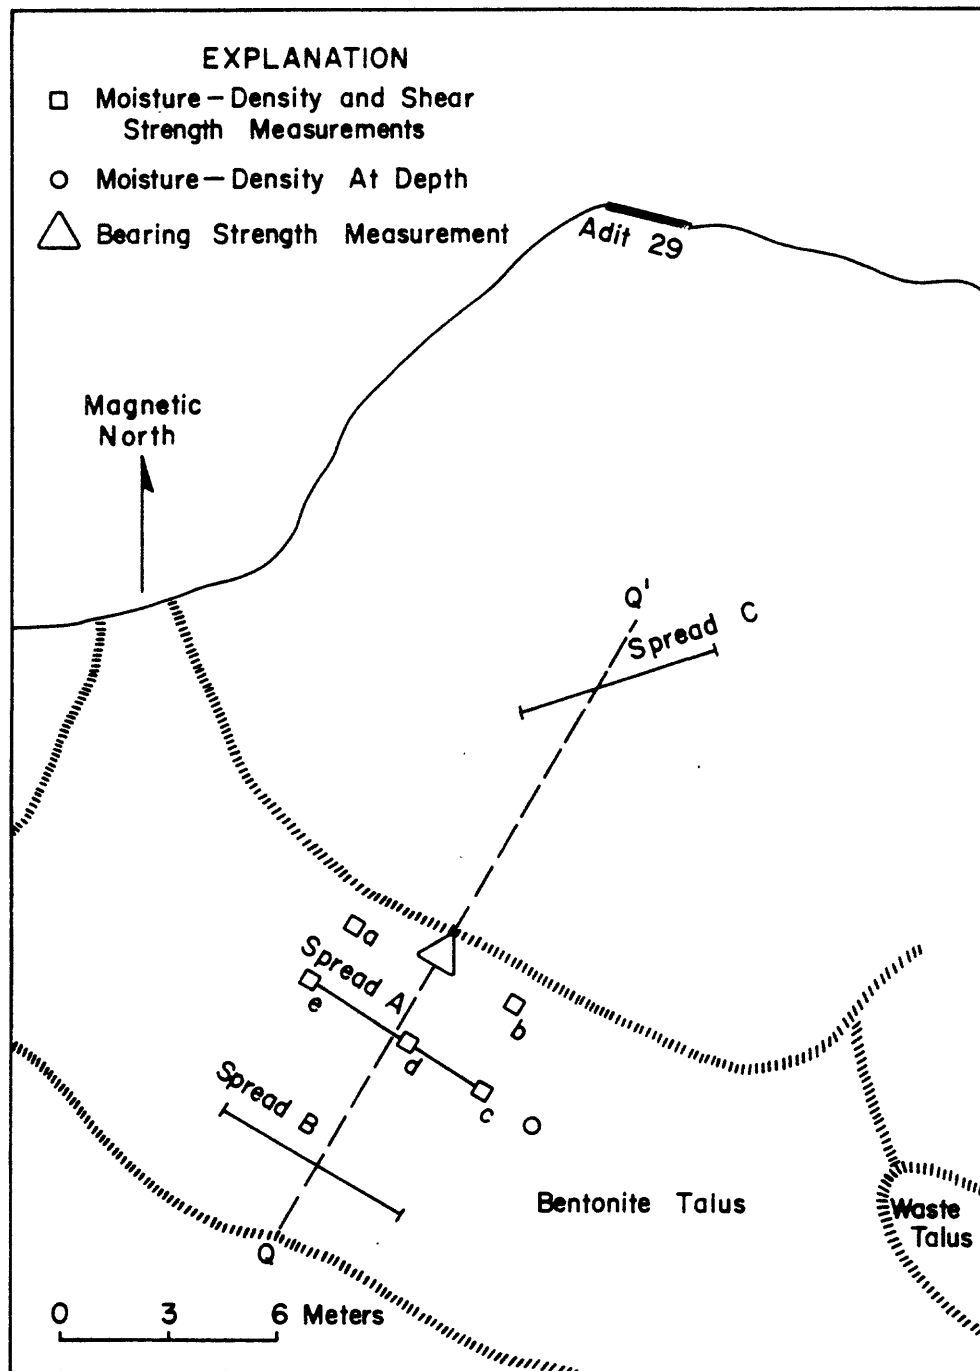 EXPLANATION
Moisture–Density and Shear
Strength Measurements
Moisture–Density At Depth
Bearing Strength Measurement
Adit 29
Magnetic
North
Q'
Spread C
a
Spread A
e
b
d
Spread B
c
Bentonite Talus
Waste
Talus
Q
0 3 6 Meters